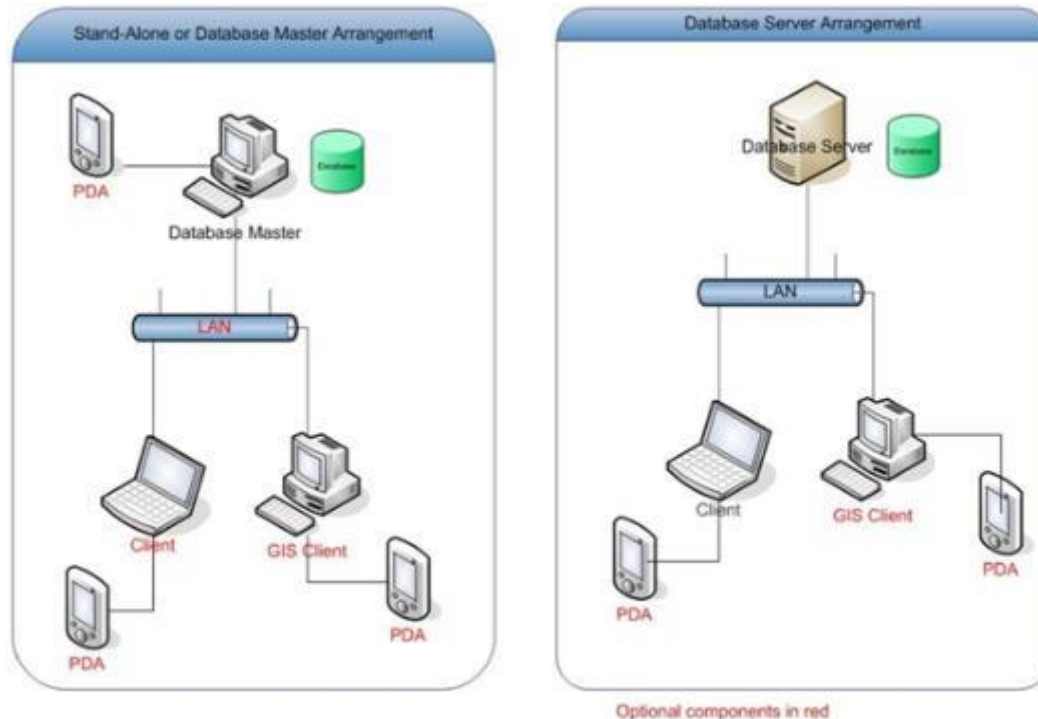 Stand-Alone or Database Master Arrangement
PDA
Database
Database Master
LAN
Client
GIS Client
PDA
PDA
Database Server Arrangement
Database Server
Database
LAN
Client
GIS Client
PDA
PDA
Optional components in red